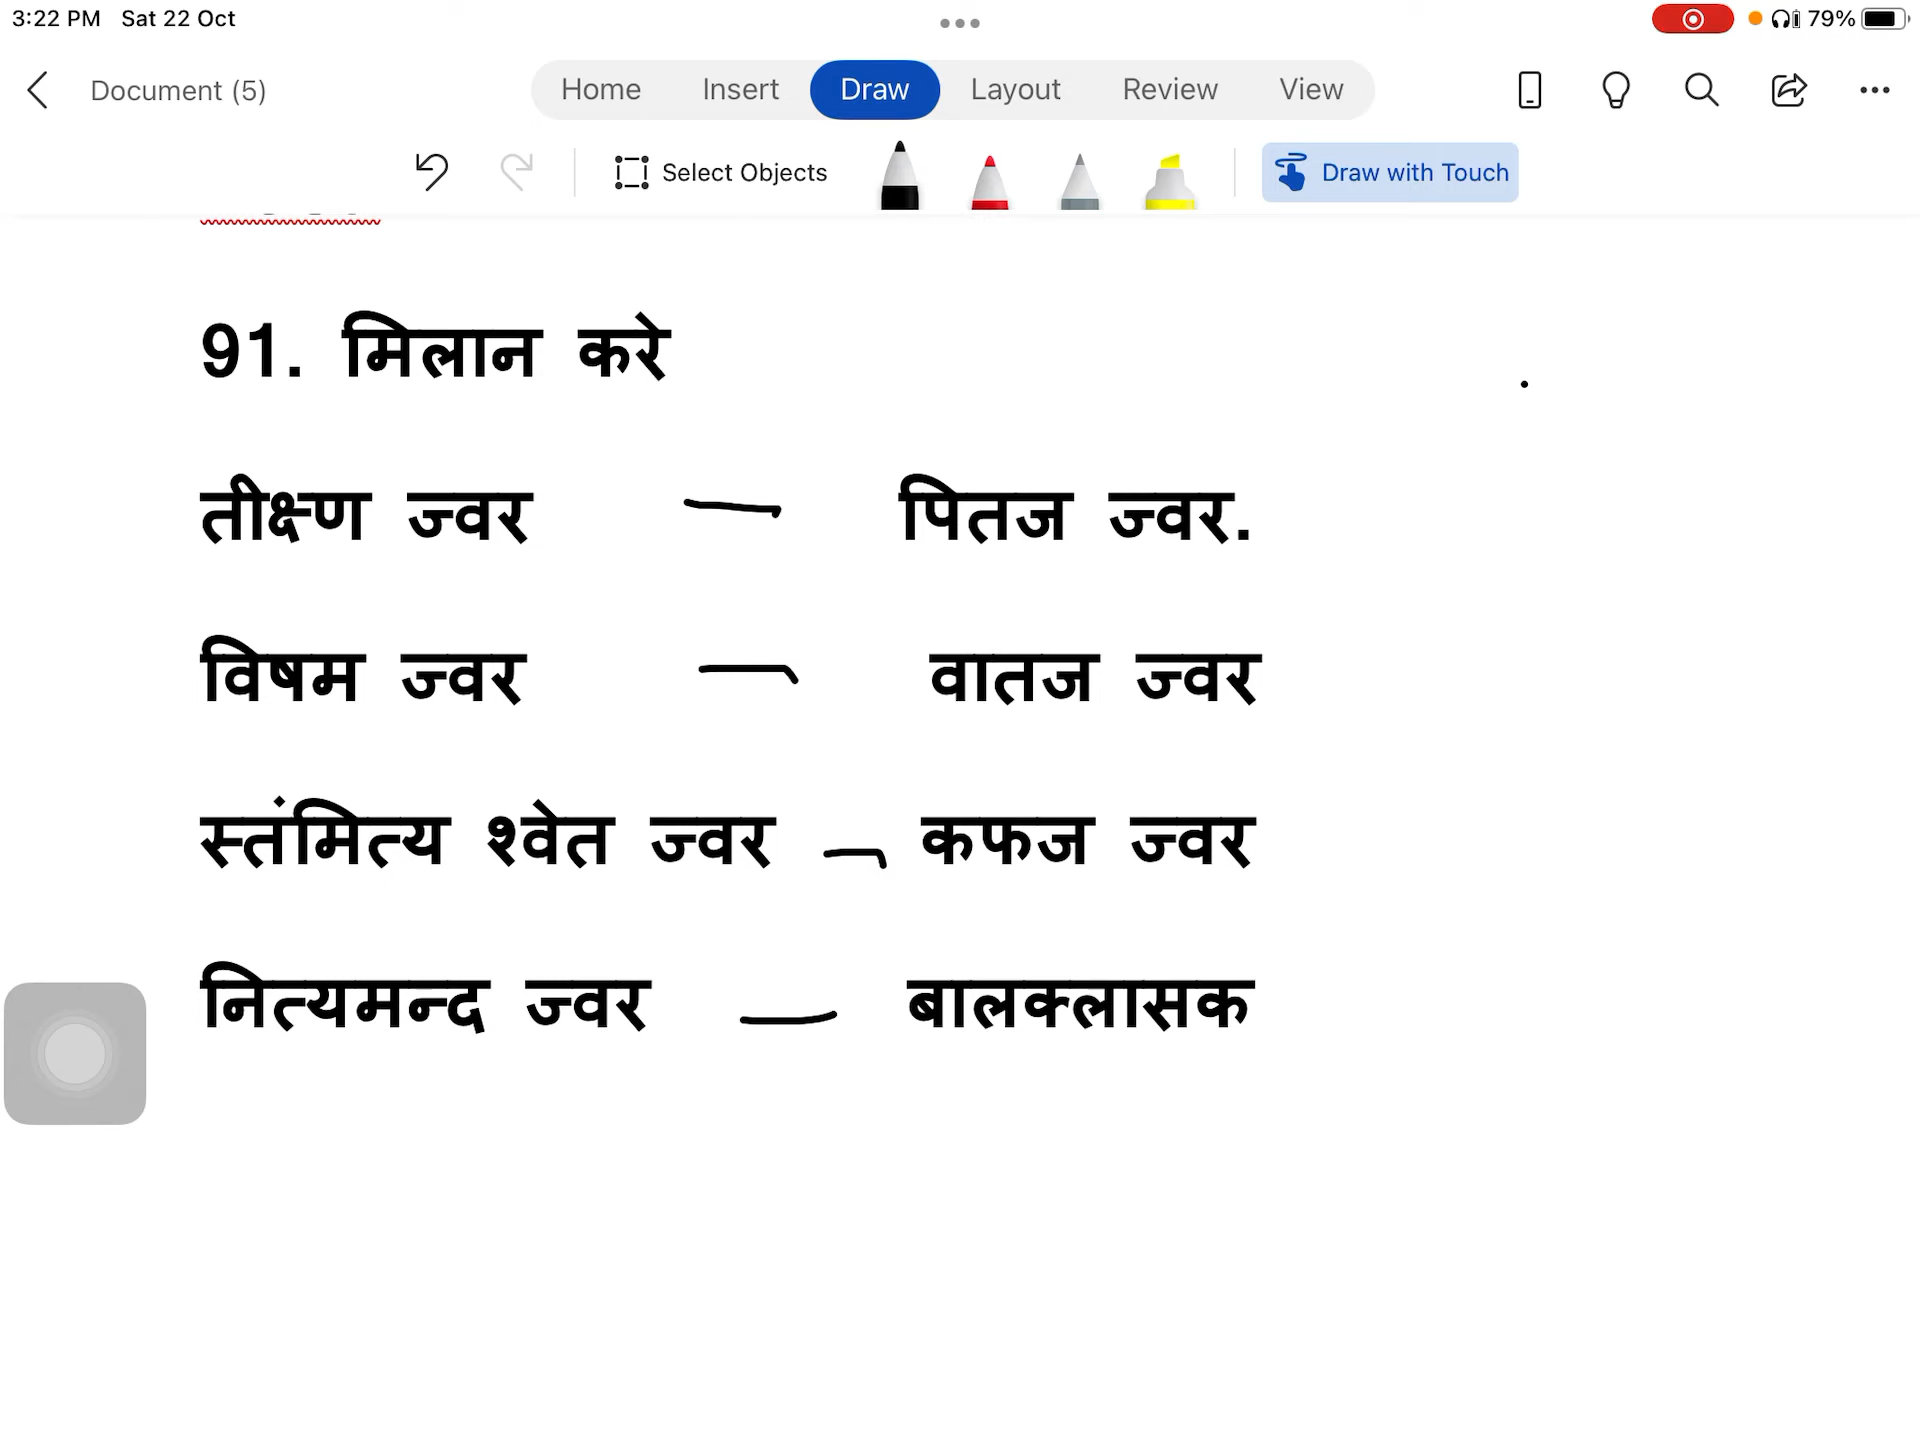 3:22 PM Sat 22 Oct 79%
Document (5) Home Insert Draw Layout Review View
Select Objects Draw with Touch
91. मिलान करे
तीक्ष्ण ज्वर — पितज ज्वर.
विषम ज्वर — वातज ज्वर
स्तंमित्य श्वेत ज्वर — कफज ज्वर
नित्यमन्द ज्वर — बालक्लासक